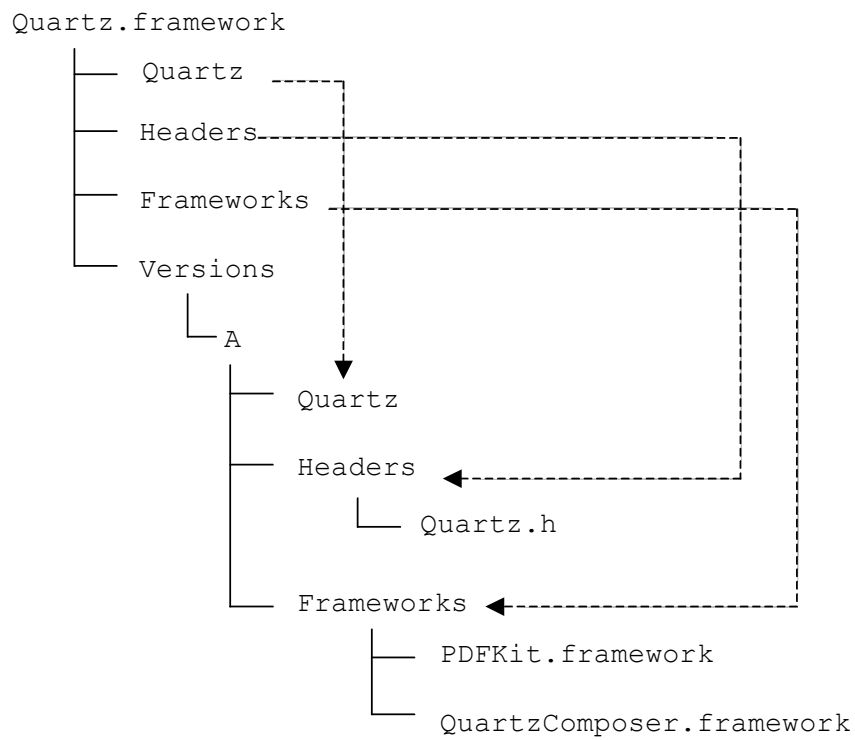 Quartz.framework
Quartz
Headers
Frameworks
Versions
A
Quartz
Headers
Quartz.h
Frameworks
PDFKit.framework
QuartzComposer.framework